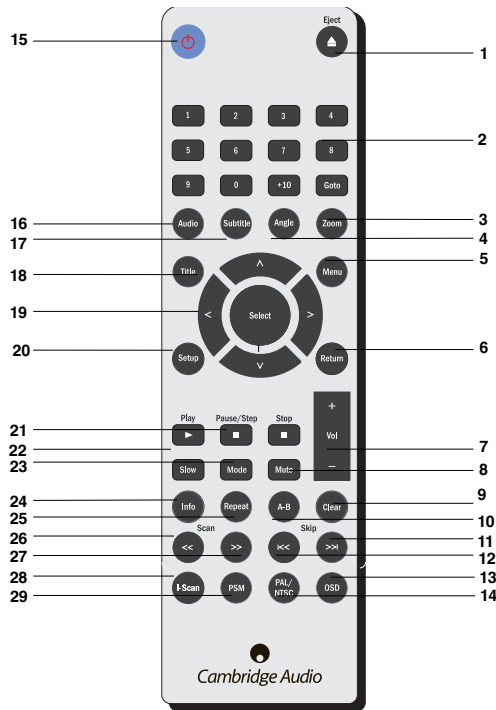 Eject
15
1
1 2 3 4
2
5 6 7 8
9 0 +10 Goto
16 Audio Subtitle Angle Zoom 3
17
4
18 Title Menu 5
19 Select
20 Setup Return 6
Play Pause/Step Stop
21
22
+
Vol
-
7
23 Slow Mode Mute 8
24 Info Repeat A-B Clear 9
25
10
Scan Skip
26 << >> |<< >>| 11
27
12
28 I-Scan PSM PAL/NTSC OSD 13
29
14
Cambridge Audio